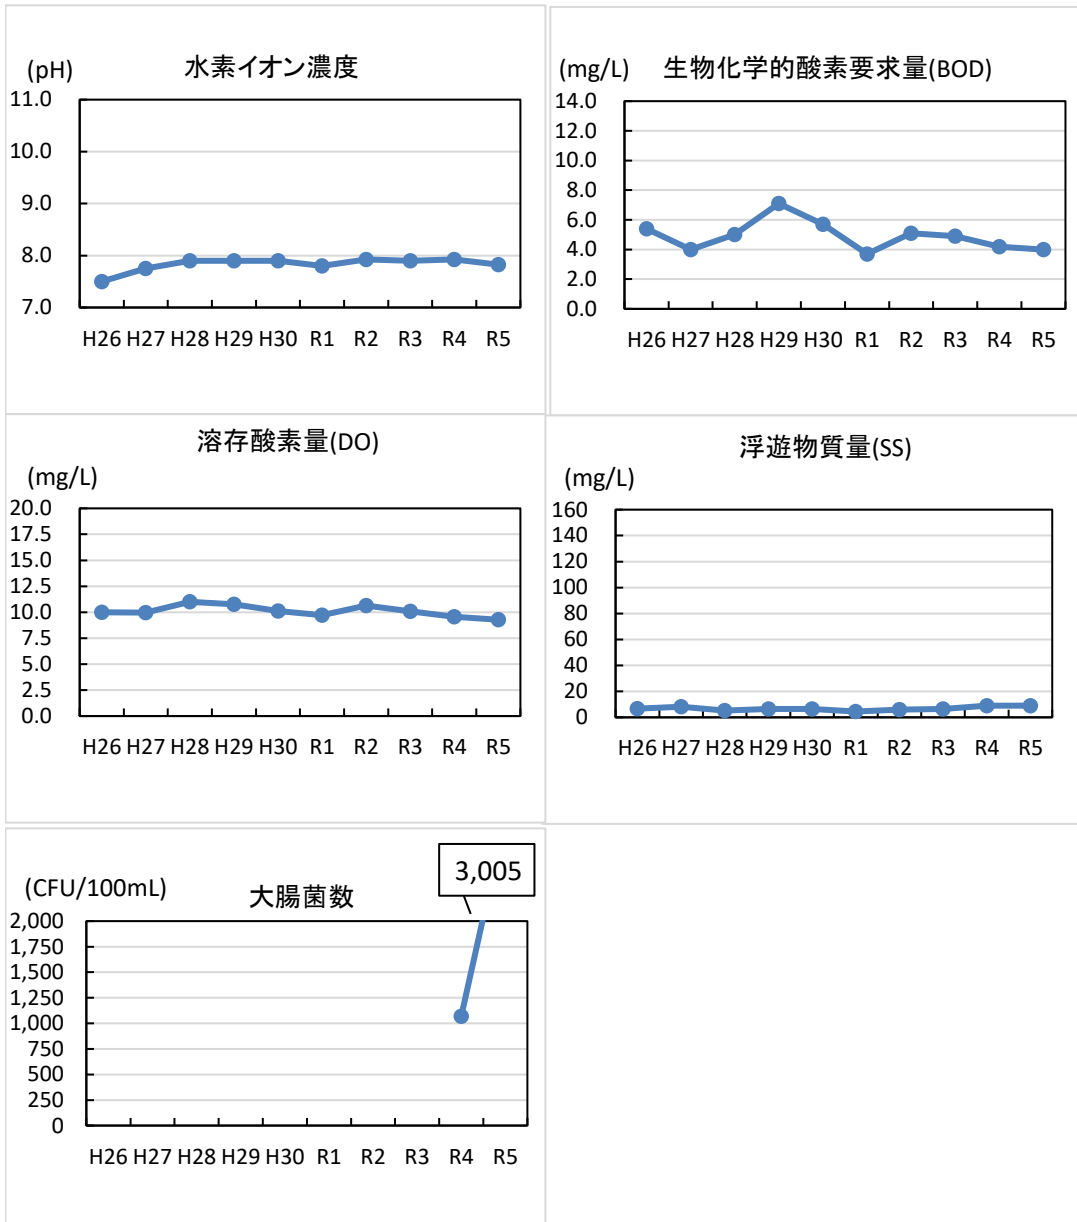 水素イオン濃度
(pH)
11.0
10.0
9.0
8.0
7.0
H26 H27 H28 H29 H30 R1 R2 R3 R4 R5
生物化学的酸素要求量(BOD)
(mg/L)
14.0
12.0
10.0
8.0
6.0
4.0
2.0
0.0
H26 H27 H28 H29 H30 R1 R2 R3 R4 R5
溶存酸素量(DO)
(mg/L)
20.0
17.5
15.0
12.5
10.0
7.5
5.0
2.5
0.0
H26 H27 H28 H29 H30 R1 R2 R3 R4 R5
浮遊物質量(SS)
(mg/L)
160
140
120
100
80
60
40
20
0
H26 H27 H28 H29 H30 R1 R2 R3 R4 R5
3,005
(CFU/100mL)
大腸菌数
2,000
1,750
1,500
1,250
1,000
750
500
250
0
H26 H27 H28 H29 H30 R1 R2 R3 R4 R5